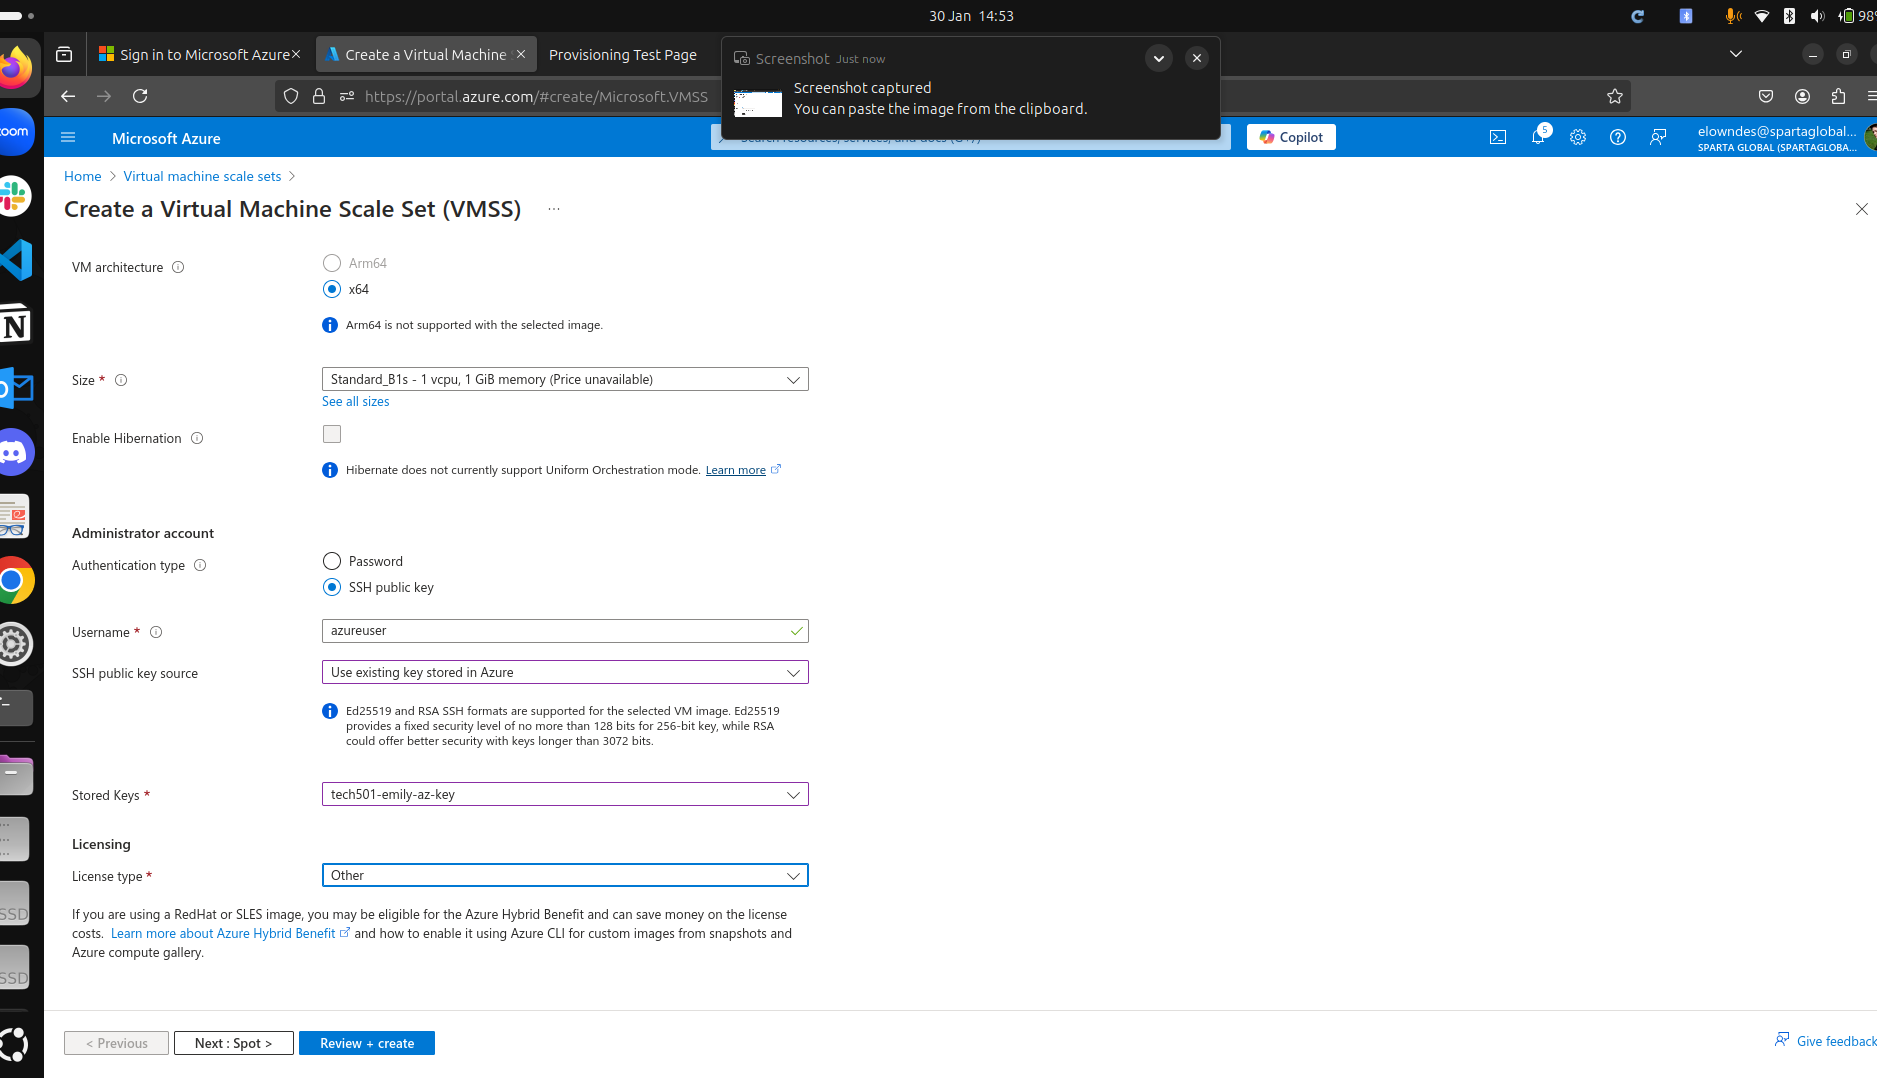 30 Jan 14:53
98%
Sign in to Microsoft Azure
Create a Virtual Machine
Provisioning Test Page
Screenshot Just now
Screenshot captured
You can paste the image from the clipboard.
https://portal.azure.com/#create/Microsoft.VMSS
zoom
Microsoft Azure
Search resources, services, and docs (G+/)
Copilot
5
elowndes@spartaglobal...
SPARTA GLOBAL (SPARTAGLOBA...
Home > Virtual machine scale sets >
Create a Virtual Machine Scale Set (VMSS) ...
VM architecture
Arm64
x64
Arm64 is not supported with the selected image.
Size *
Standard_B1s - 1 vcpu, 1 GiB memory (Price unavailable)
See all sizes
Enable Hibernation
Hibernate does not currently support Uniform Orchestration mode. Learn more
Administrator account
Authentication type
Password
SSH public key
Username *
azureuser
SSH public key source
Use existing key stored in Azure
Ed25519 and RSA SSH formats are supported for the selected VM image. Ed25519
provides a fixed security level of no more than 128 bits for 256-bit key, while RSA
could offer better security with keys longer than 3072 bits.
Stored Keys *
tech501-emily-az-key
Licensing
License type *
Other
If you are using a RedHat or SLES image, you may be eligible for the Azure Hybrid Benefit and can save money on the license
costs. Learn more about Azure Hybrid Benefit and how to enable it using Azure CLI for custom images from snapshots and
Azure compute gallery.
SSD
SSD
< Previous
Next : Spot >
Review + create
Give feedback